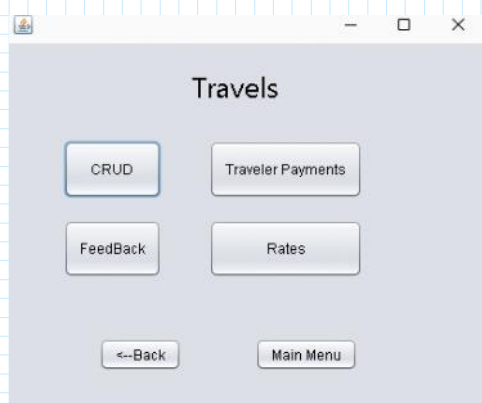 Travels
CRUD Traveler Payments
FeedBack Rates
<--Back Main Menu